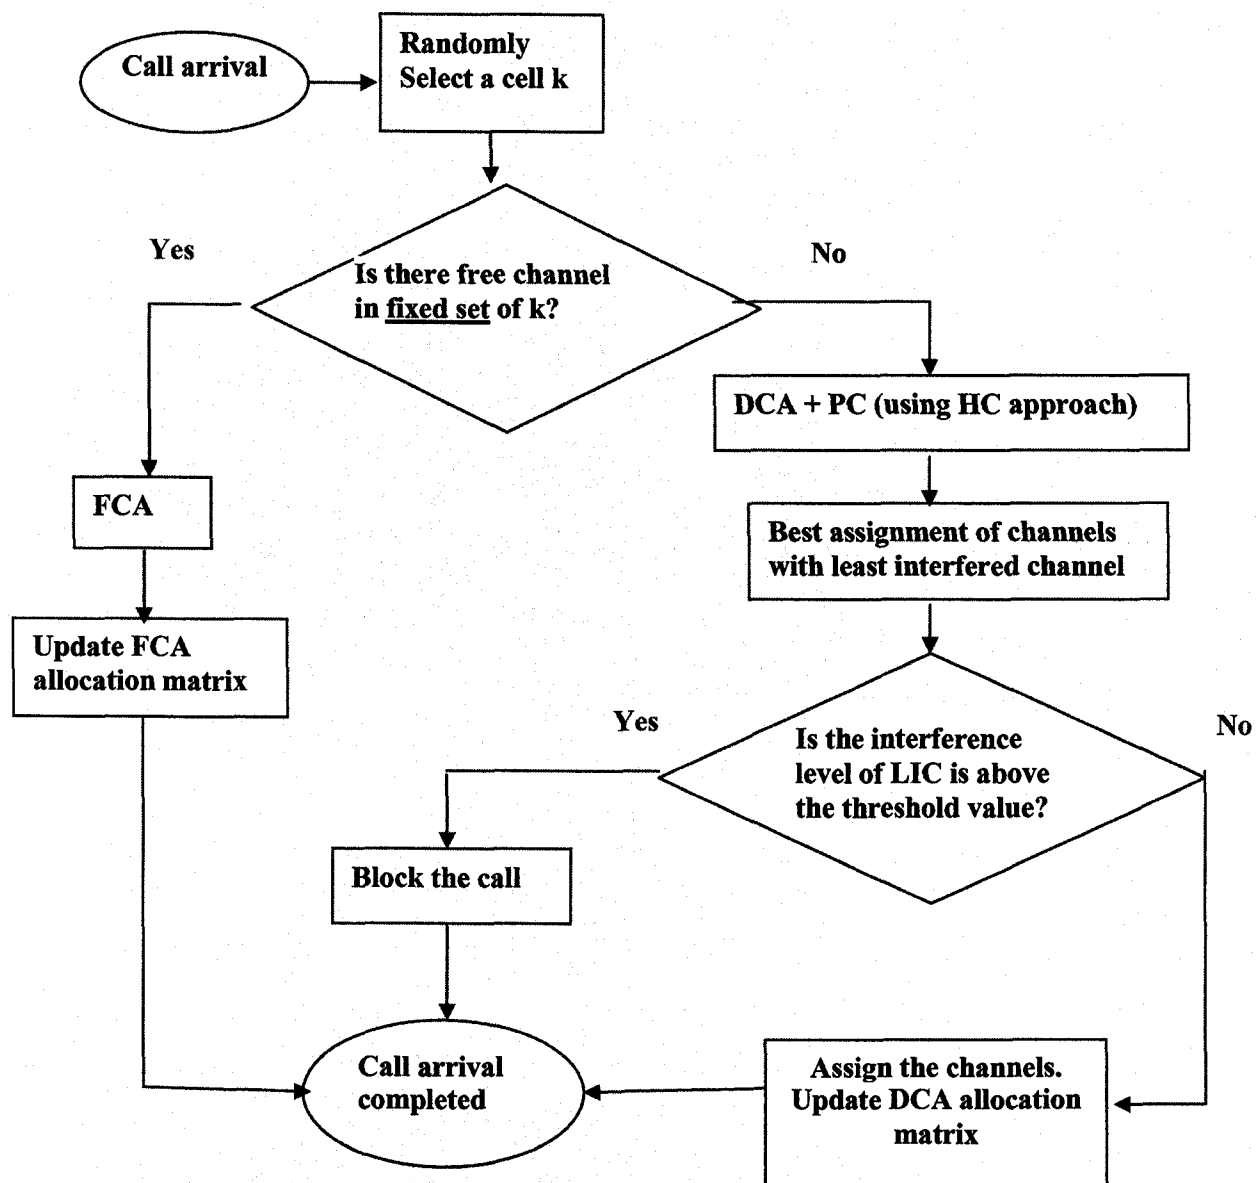 Call arrival
Randomly
Select a cell k
Yes
No
Is there free channel
in fixed set of k?
DCA + PC (using HC approach)
FCA
Best assignment of channels
with least interfered channel
Update FCA
allocation matrix
Yes
No
Is the interference
level of LIC is above
the threshold value?
Block the call
Call arrival
completed
Assign the channels.
Update DCA allocation
matrix